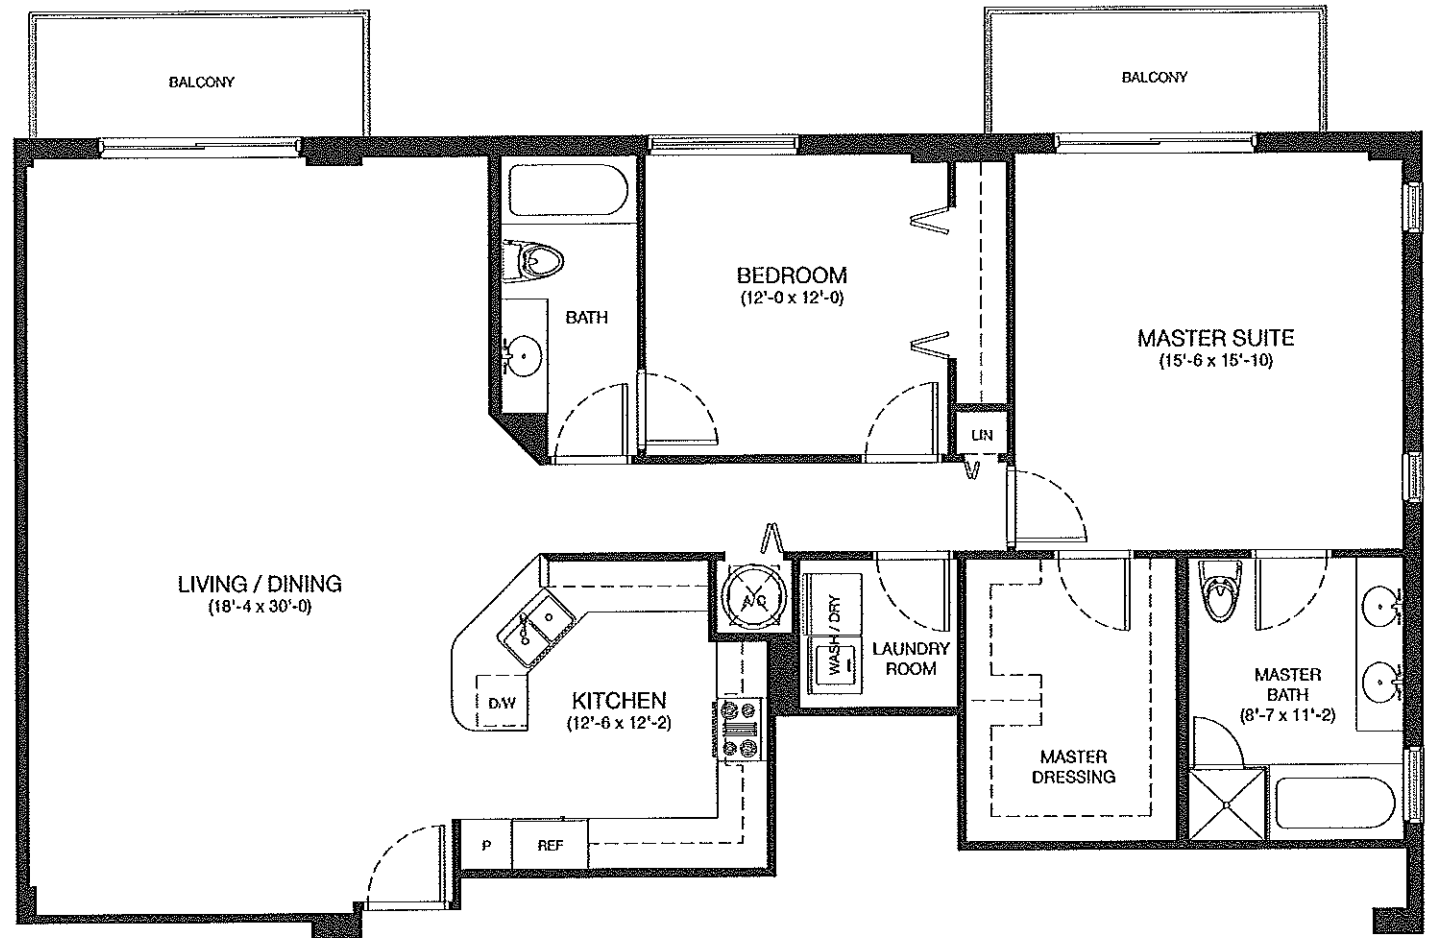 BALCONY
BALCONY
BEDROOM
(12'-0 x 12'-0)
BATH
MASTER SUITE
(15'-6 x 15'-10)
LIN
LIVING / DINING
(18'-4 x 30'-0)
A/C
WASH / DRY
LAUNDRY
ROOM
D/W
KITCHEN
(12'-6 x 12'-2)
MASTER
BATH
(8'-7 x 11'-2)
MASTER
DRESSING
P
REF